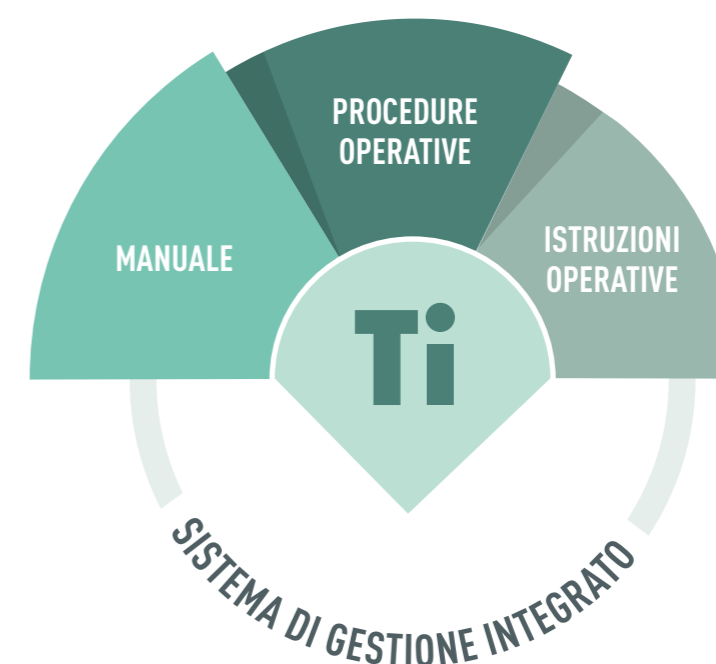 PROCEDURE
OPERATIVE
MANUALE
ISTRUZIONI
OPERATIVE
Ti
SISTEMA DI GESTIONE INTEGRATO